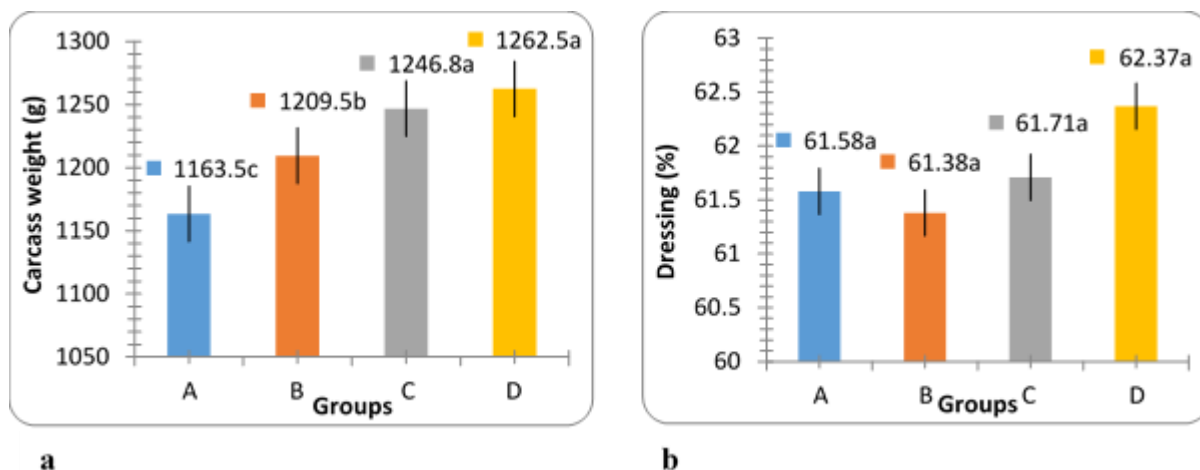 Carcass weight (g)
1300
1250
1200
1150
1100
1050
1163.5c
1209.5b
1246.8a
1262.5a
A B C D
Groups
a
Dressing (%)
63
62.5
62
61.5
61
60.5
60
61.58a
61.38a
61.71a
62.37a
A B C D
Groups
b